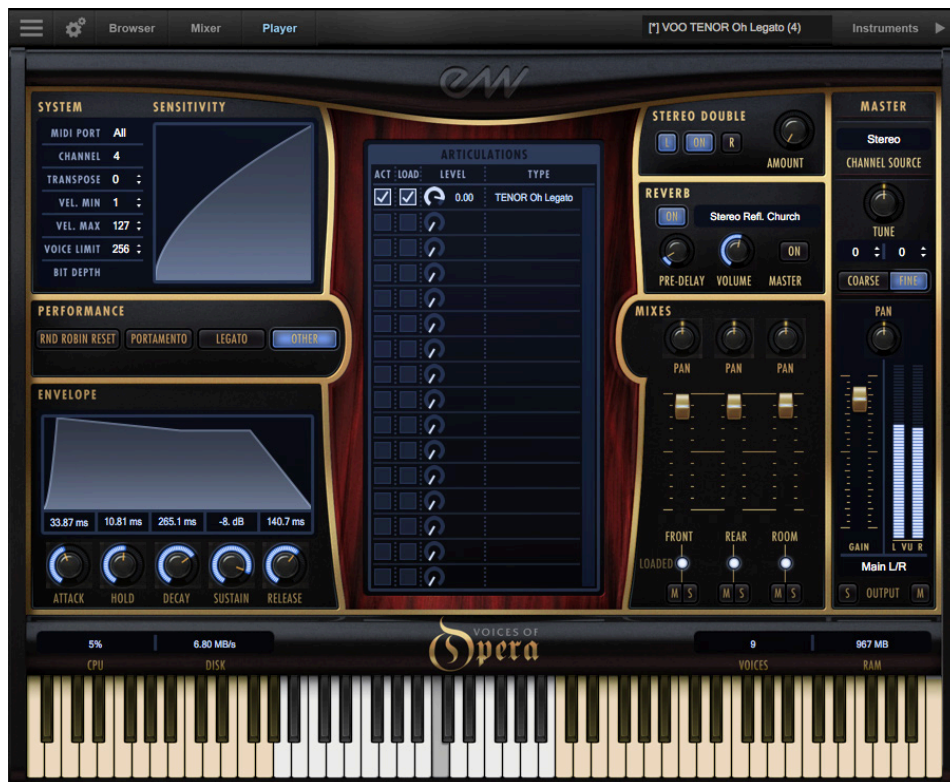 Browser Mixer Player [*] VOO TENOR Oh Legato (4) Instruments
EW
SYSTEM SENSITIVITY
MIDI PORT All
CHANNEL 4
TRANSPOSE 0
VEL. MIN 1
VEL. MAX 127
VOICE LIMIT 256
BIT DEPTH
PERFORMANCE
RND ROBIN RESET PORTAMENTO LEGATO OTHER
ENVELOPE
33.87 ms 10.81 ms 265.1 ms -8. dB 140.7 ms
ATTACK HOLD DECAY SUSTAIN RELEASE
ARTICULATIONS
ACT LOAD LEVEL TYPE
0.00 TENOR Oh Legato
STEREO DOUBLE
L ON R
AMOUNT
REVERB
ON Stereo Refl. Church
ON
PRE-DELAY VOLUME MASTER
MIXES
PAN PAN PAN
FRONT REAR ROOM
LOADED
M S M S M S
MASTER
Stereo
CHANNEL SOURCE
TUNE
0 0
COARSE FINE
PAN
GAIN L VU R
Main L/R
S OUTPUT M
5% 6.80 MB/s
CPU DISK
VOICES OF
Opera
9 967 MB
VOICES RAM